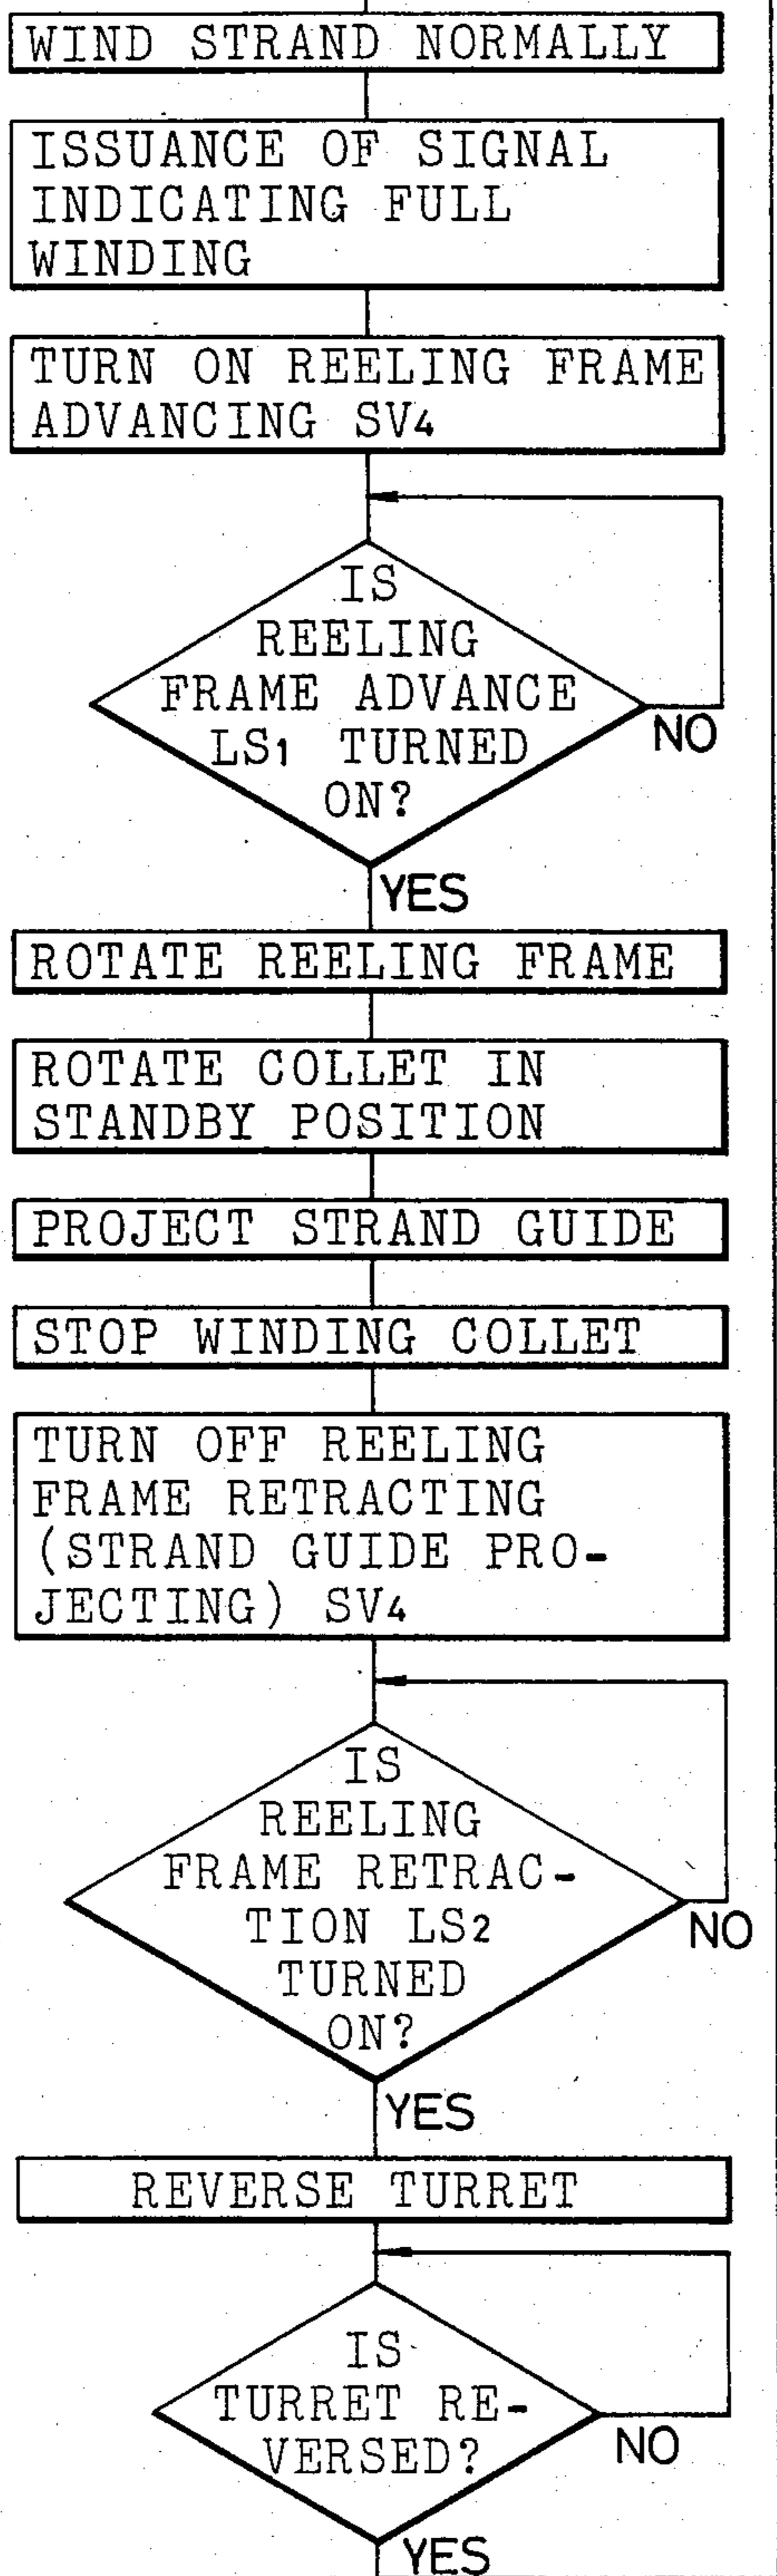 WIND STRAND NORMALLY
ISSUANCE OF SIGNAL
INDICATING FULL
WINDING
TURN ON REELING FRAME
ADVANCING SV4
IS
REELING
FRAME ADVANCE
LS1 TURNED
ON?
NO
YES
ROTATE REELING FRAME
ROTATE COLLET IN
STANDBY POSITION
PROJECT STRAND GUIDE
STOP WINDING COLLET
TURN OFF REELING
FRAME RETRACTING
(STRAND GUIDE PRO-
JECTING) SV4
IS
REELING
FRAME RETRAC-
TION LS2
TURNED
ON?
NO
YES
REVERSE TURRET
IS
TURRET RE-
VERSED?
NO
YES